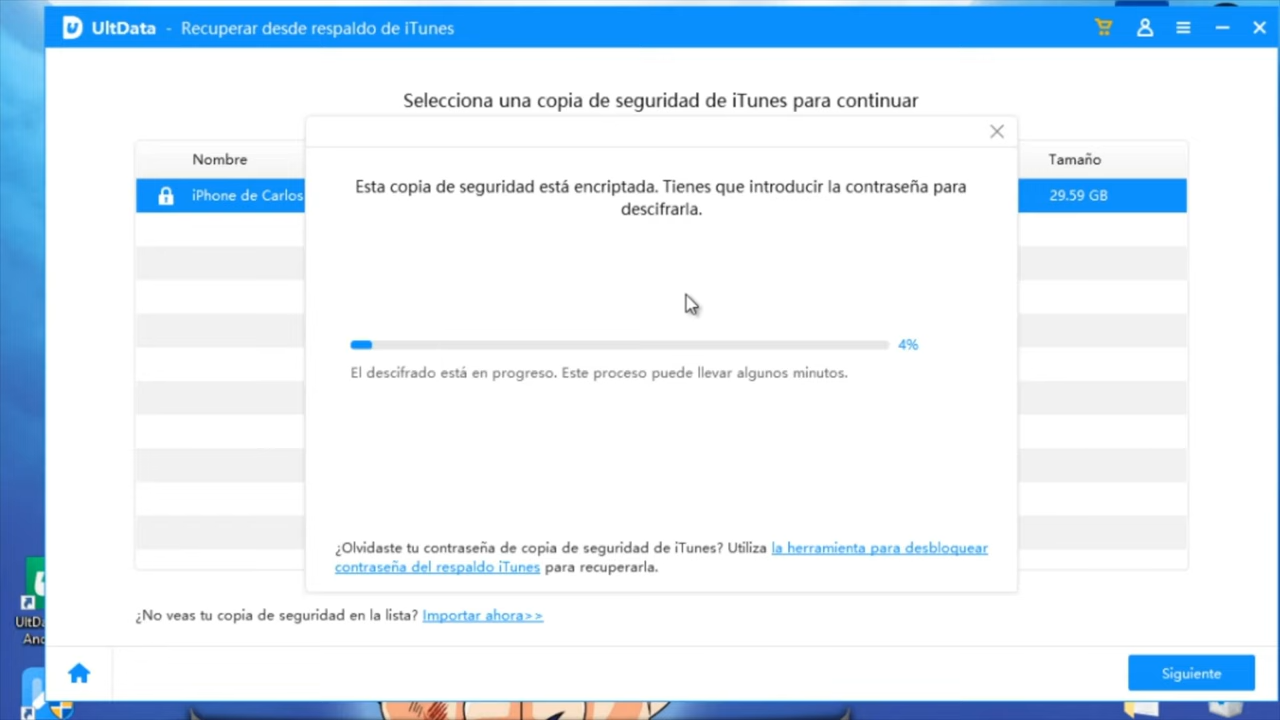 UltData - Recuperar desde respaldo de iTunes
Selecciona una copia de seguridad de iTunes para continuar
Nombre
Tamaño
iPhone de Carlos
29.59 GB
Esta copia de seguridad está encriptada. Tienes que introducir la contraseña para
descifrarla.
4%
El descifrado está en progreso. Este proceso puede llevar algunos minutos.
¿Olvidaste tu contraseña de copia de seguridad de iTunes? Utiliza la herramienta para desbloquear
contraseña del respaldo iTunes para recuperarla.
¿No veas tu copia de seguridad en la lista? Importar ahora>>
Siguiente